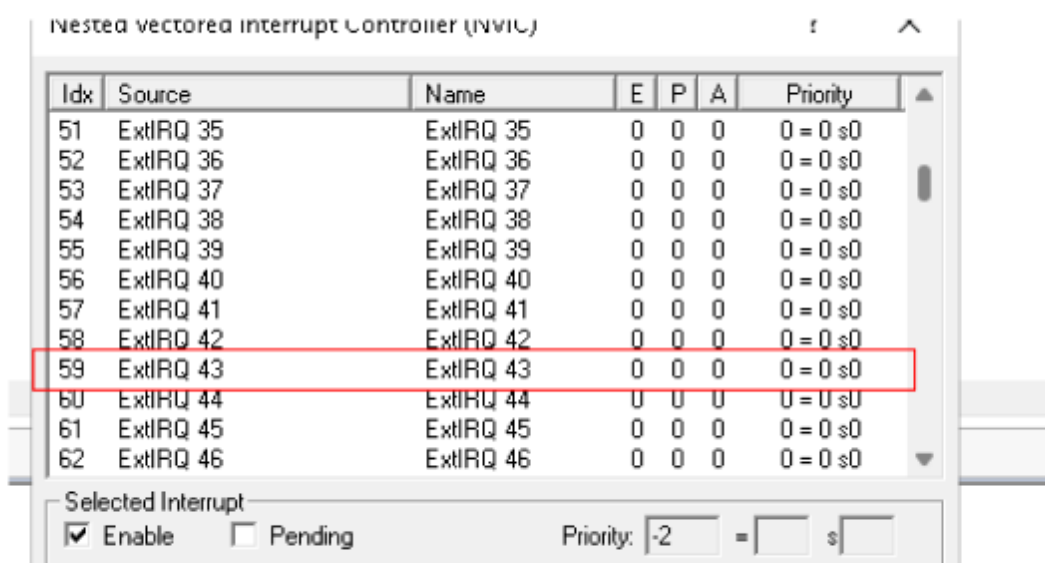 Nested Vectored Interrupt Controller (NVIC) ?
Idx Source Name E P A Priority
51 ExtIRQ 35 ExtIRQ 35 0 0 0 0 = 0 s0
52 ExtIRQ 36 ExtIRQ 36 0 0 0 0 = 0 s0
53 ExtIRQ 37 ExtIRQ 37 0 0 0 0 = 0 s0
54 ExtIRQ 38 ExtIRQ 38 0 0 0 0 = 0 s0
55 ExtIRQ 39 ExtIRQ 39 0 0 0 0 = 0 s0
56 ExtIRQ 40 ExtIRQ 40 0 0 0 0 = 0 s0
57 ExtIRQ 41 ExtIRQ 41 0 0 0 0 = 0 s0
58 ExtIRQ 42 ExtIRQ 42 0 0 0 0 = 0 s0
59 ExtIRQ 43 ExtIRQ 43 0 0 0 0 = 0 s0
60 ExtIRQ 44 ExtIRQ 44 0 0 0 0 = 0 s0
61 ExtIRQ 45 ExtIRQ 45 0 0 0 0 = 0 s0
62 ExtIRQ 46 ExtIRQ 46 0 0 0 0 = 0 s0
Selected Interrupt
Enable Pending Priority: -2 = s